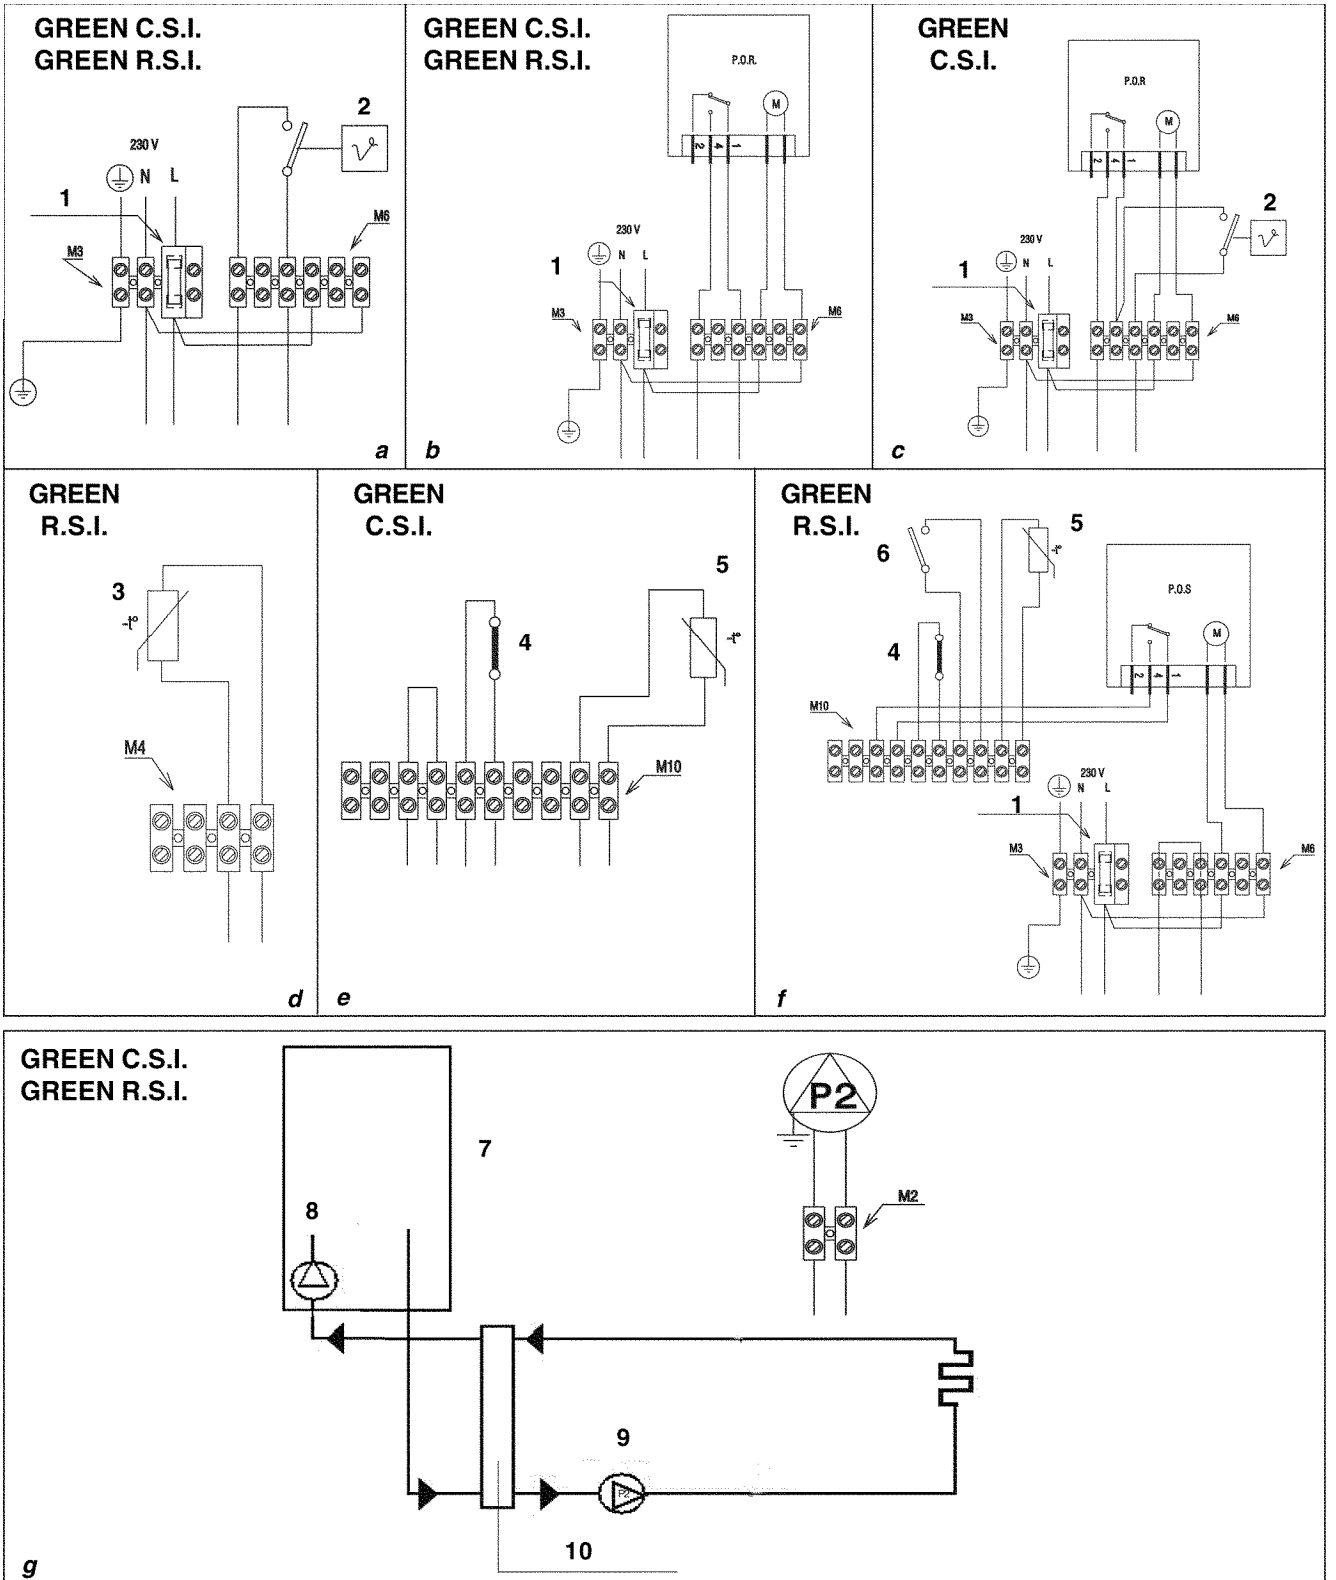 GREEN C.S.I.
GREEN R.S.I.
2
230 V
N L
1
M3
M6
a
GREEN C.S.I.
GREEN R.S.I.
P.O.R.
M
2 4 1
230 V
N L
1
M3
M6
b
GREEN
C.S.I.
P.O.R
M
2 4 1
2
230 V
N L
1
M3
M6
c
GREEN
R.S.I.
3
-t°
M4
d
GREEN
C.S.I.
5
4
-t°
M10
e
GREEN
R.S.I.
6
5
-t°
P.O.S
4
M
2 4 1
M10
230 V
N L
1
M3
M6
f
GREEN C.S.I.
GREEN R.S.I.
P2
7
M2
8
9
P2
10
g